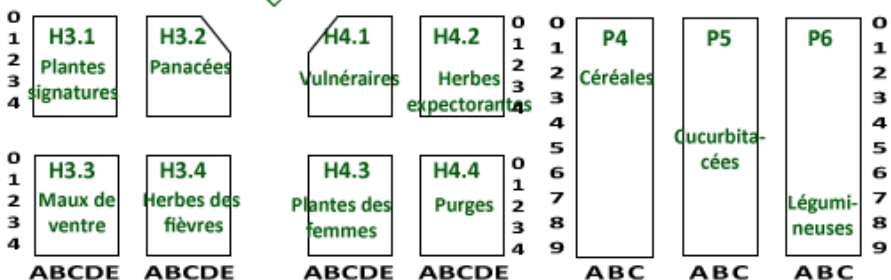 H3.1
Plantes
signatures
H3.2
Panacées
H4.1
Vulnéraires
H4.2
Herbes
expectorantes
0
1
2
3
4
0
1
2
3
4
H3.3
Maux de
ventre
H3.4
Herbes des
fièvres
H4.3
Plantes des
femmes
H4.4
Purges
0
1
2
3
4
0
1
2
3
4
ABCDE ABCDE ABCDE ABCDE
0
1
2
3
4
5
6
7
8
9
P4
Céréales
P5
Cucurbita-
cées
P6
Légumi-
neuses
0
1
2
3
4
5
6
7
8
9
ABC ABC ABC